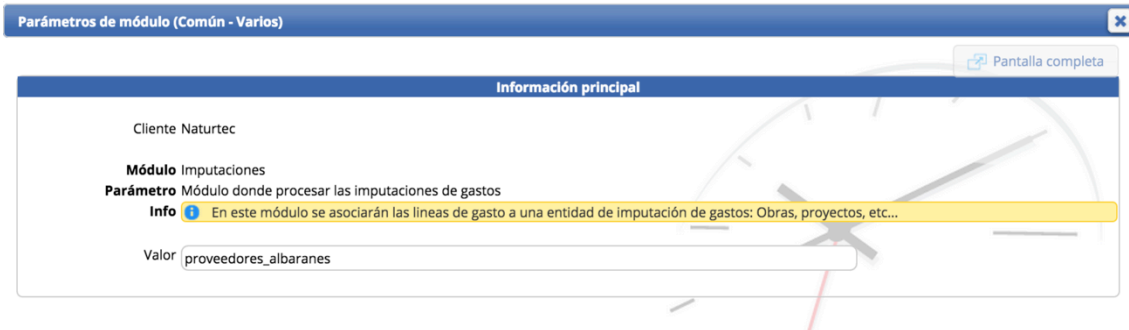 Parámetros de módulo (Común - Varios)
Pantalla completa
Información principal
Cliente Naturtec
Módulo Imputaciones
Parámetro Módulo donde procesar las imputaciones de gastos
Info En este módulo se asociarán las lineas de gasto a una entidad de imputación de gastos: Obras, proyectos, etc...
Valor proveedores_albaranes